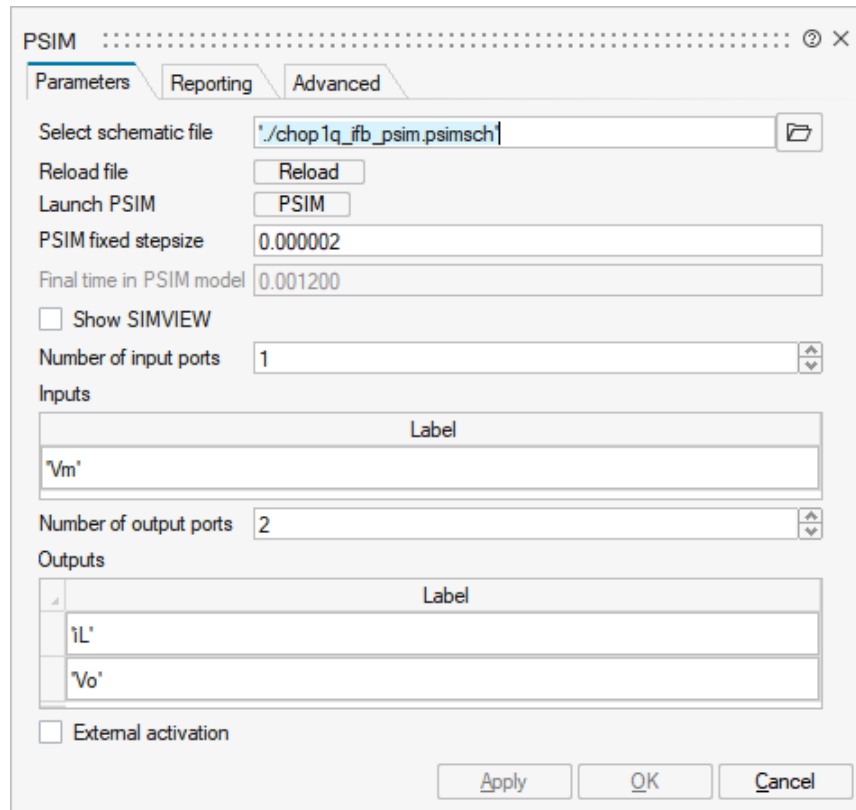 PSIM
Parameters Reporting Advanced
Select schematic file './chop1q_ifb_psim.psimsch'
Reload file Reload
Launch PSIM PSIM
PSIM fixed stepsize 0.000002
Final time in PSIM model 0.001200
Show SIMVIEW
Number of input ports 1
Inputs
Label
'Vm'
Number of output ports 2
Outputs
Label
'iL'
'Vo'
External activation
Apply OK Cancel